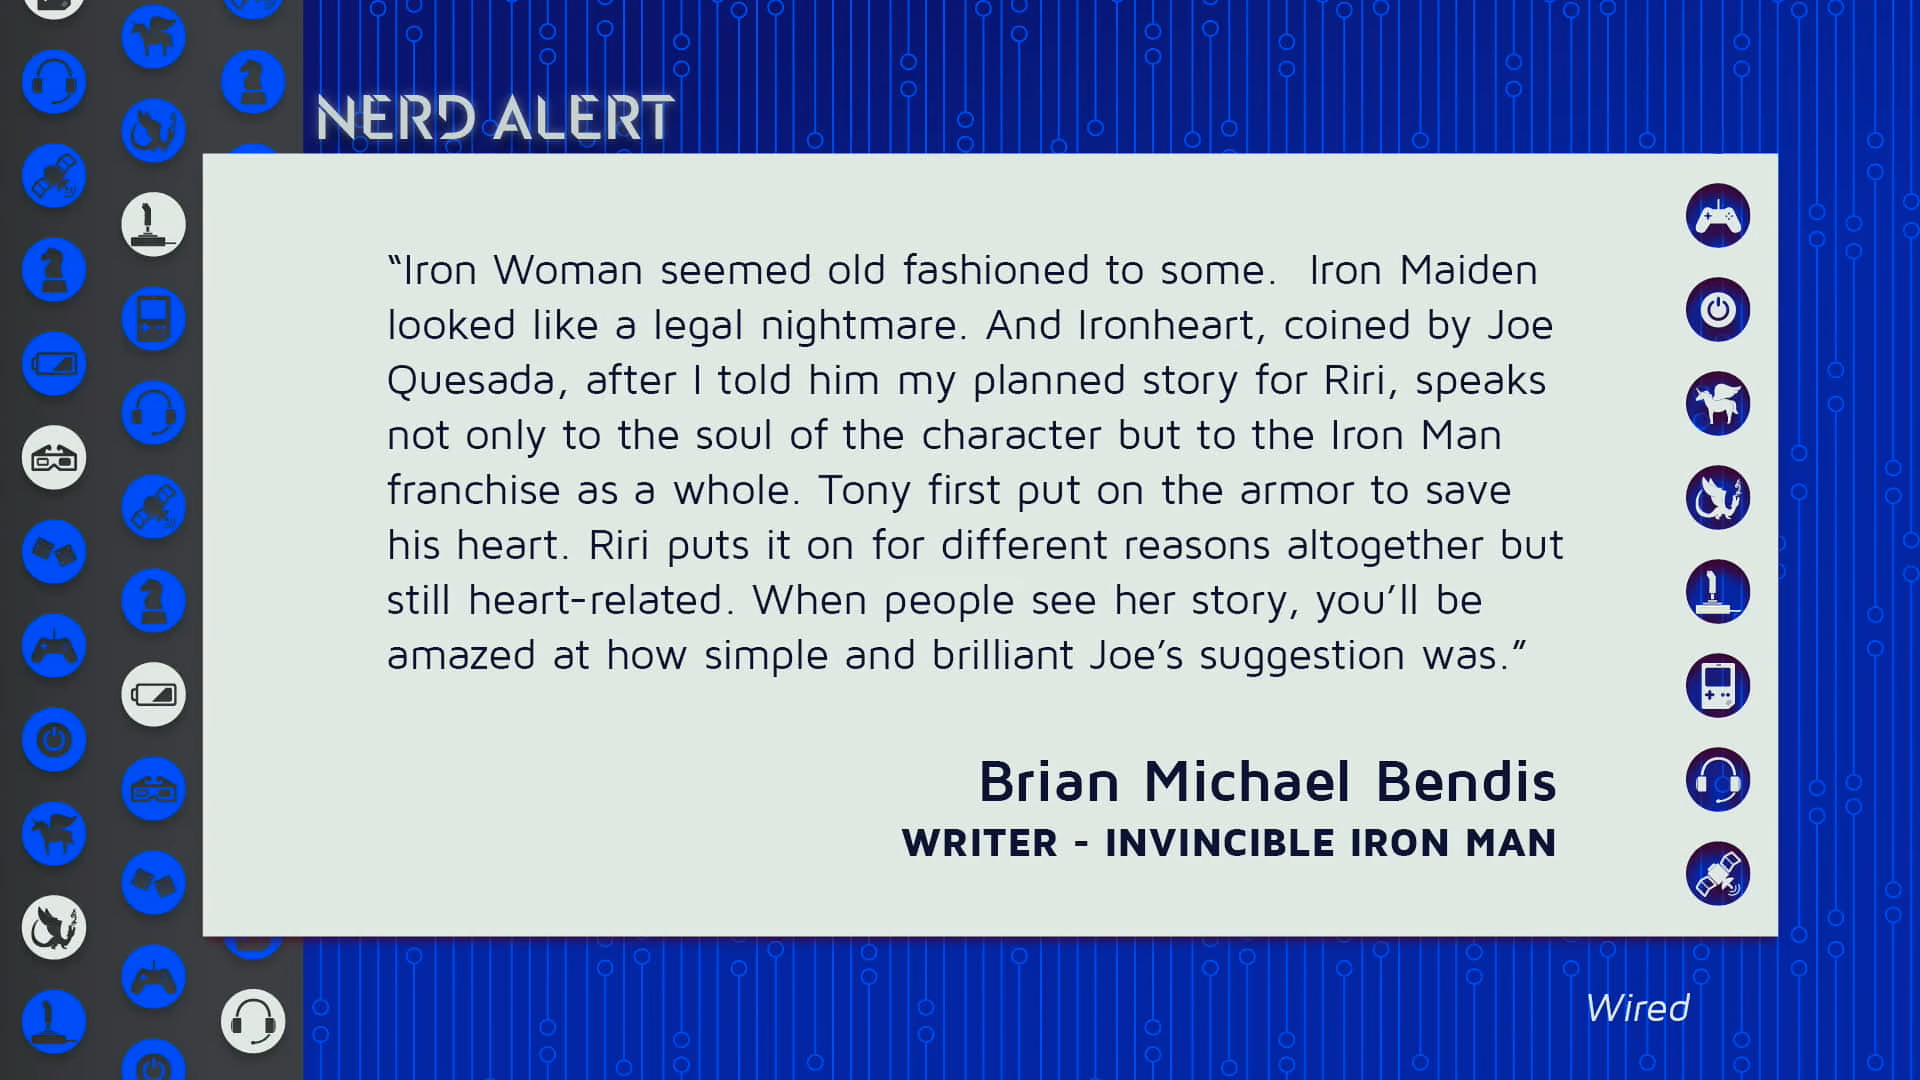 NERD ALERT
“Iron Woman seemed old fashioned to some. Iron Maiden
looked like a legal nightmare. And Ironheart, coined by Joe
Quesada, after I told him my planned story for Riri, speaks
not only to the soul of the character but to the Iron Man
franchise as a whole. Tony first put on the armor to save
his heart. Riri puts it on for different reasons altogether but
still heart-related. When people see her story, you’ll be
amazed at how simple and brilliant Joe’s suggestion was.”
Brian Michael Bendis
WRITER - INVINCIBLE IRON MAN
Wired